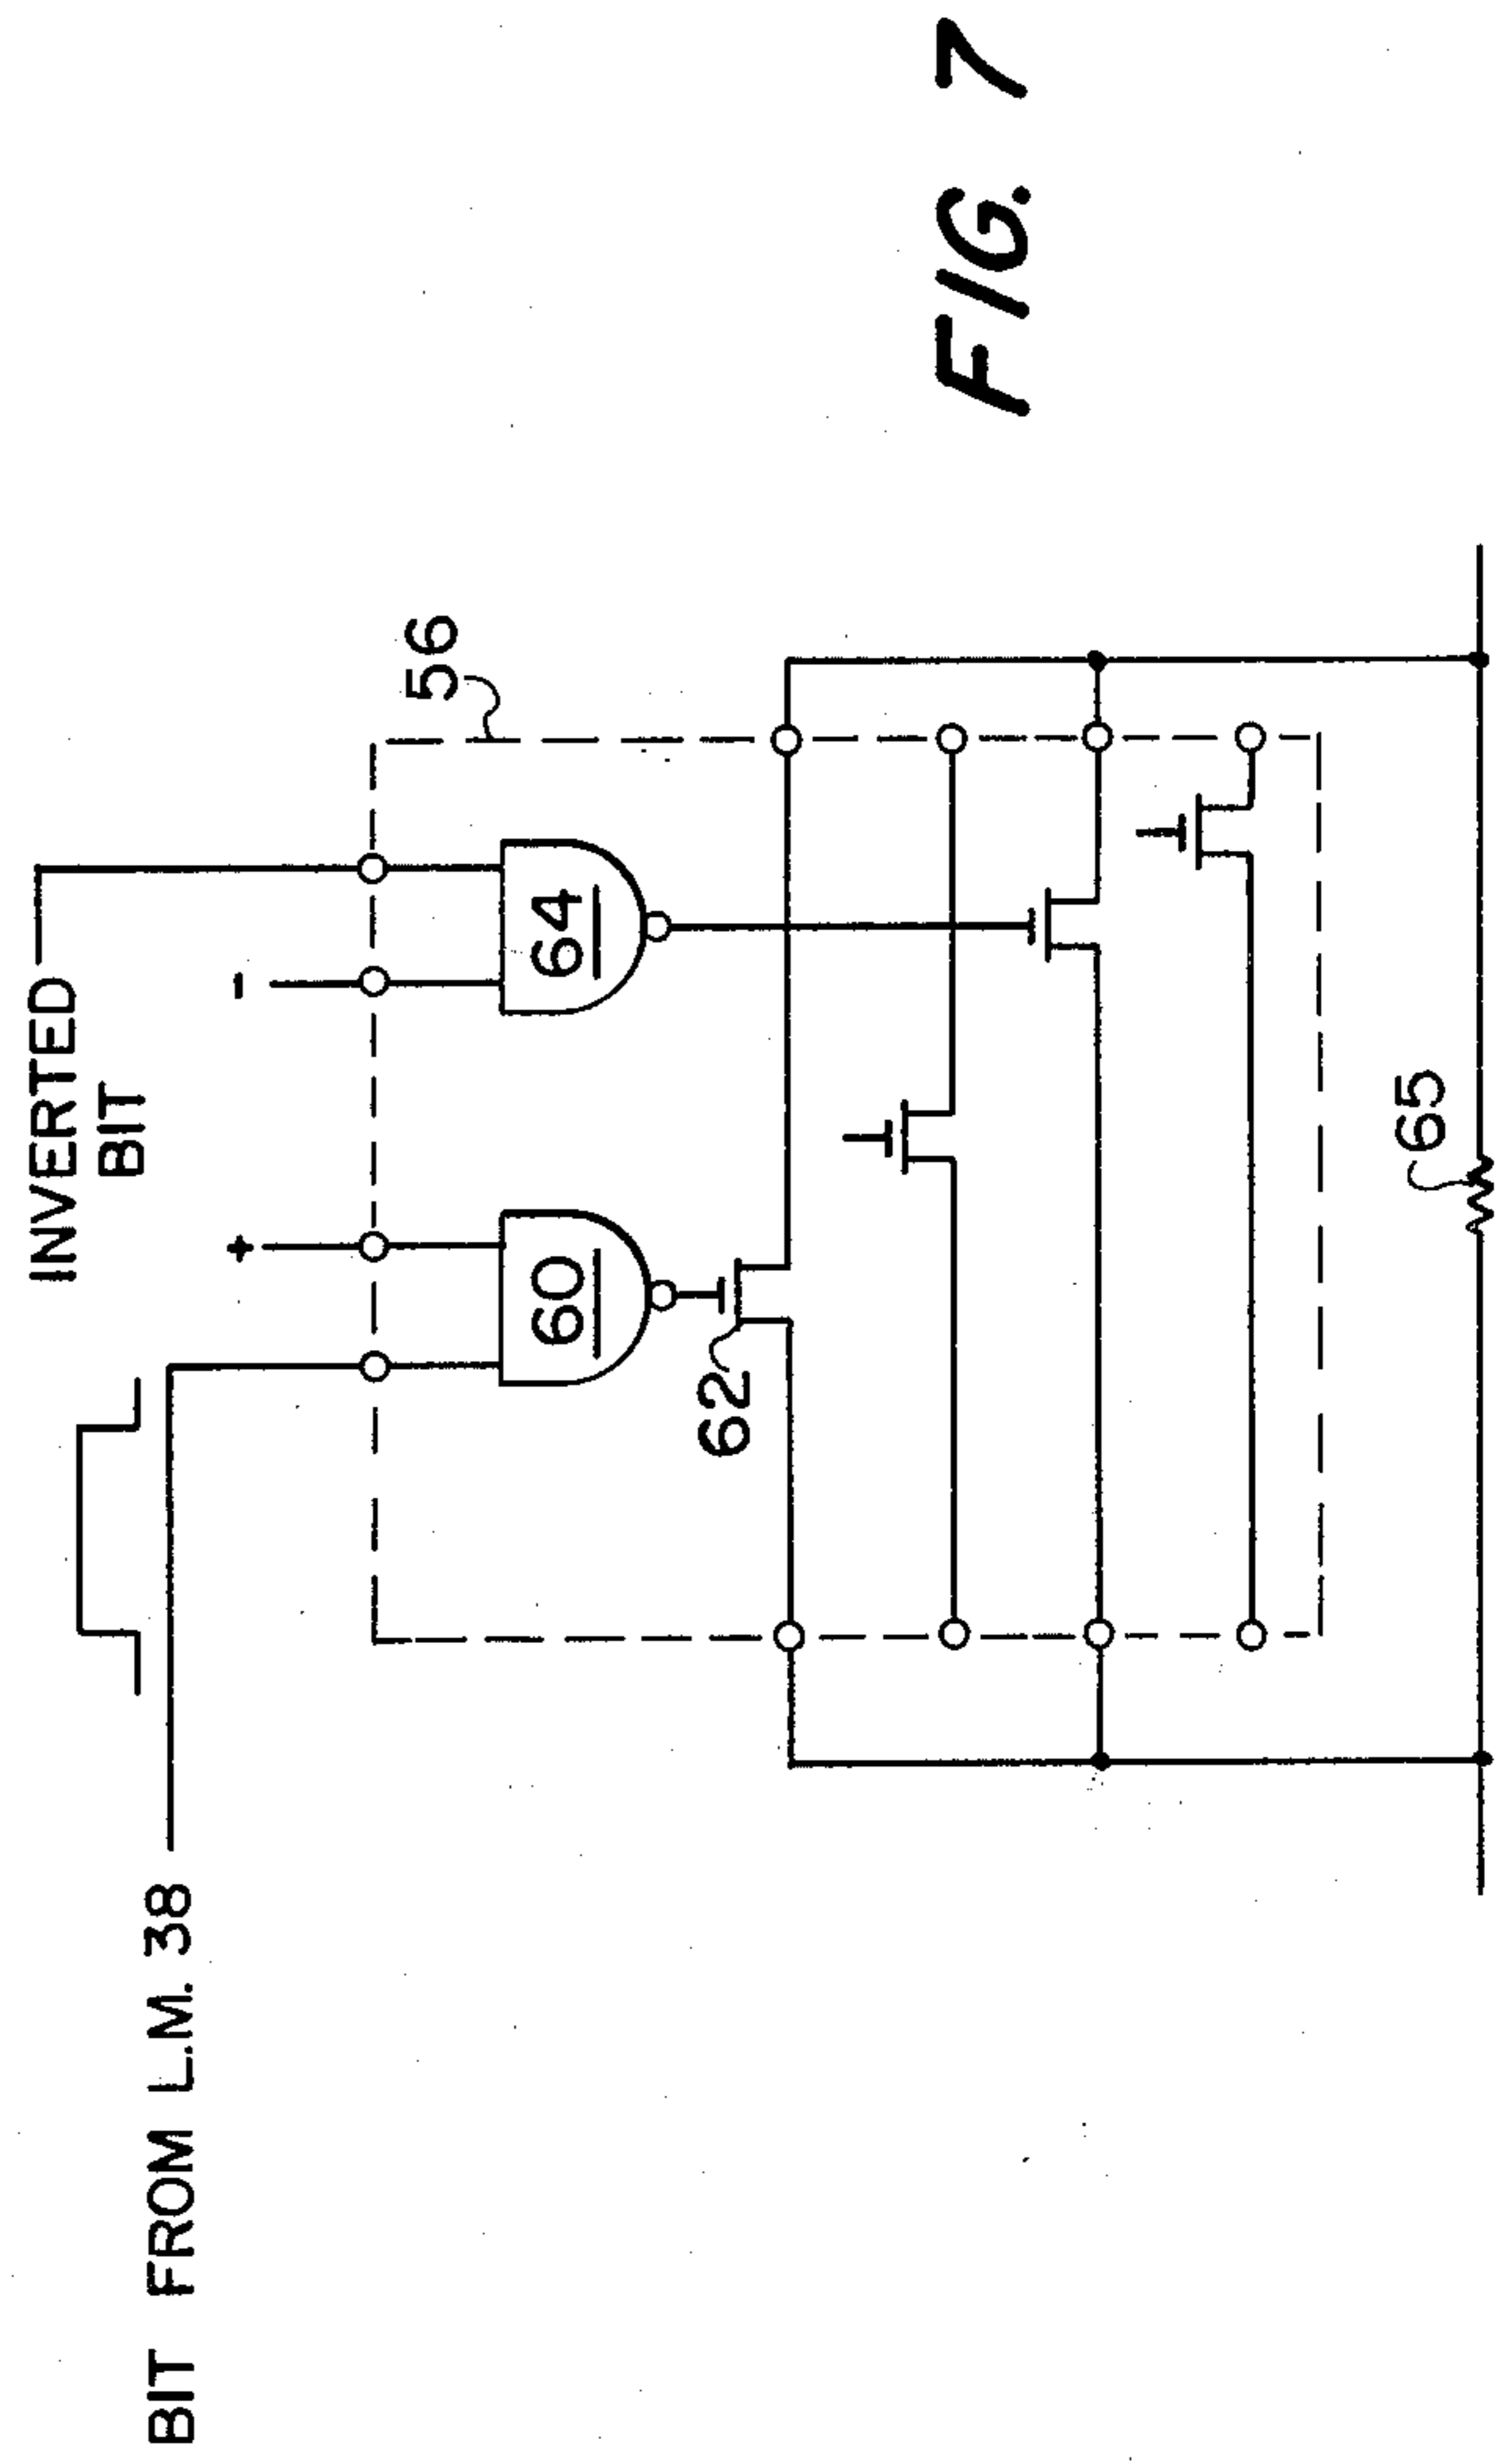 INVERTED
BIT
BIT FROM L.M. 38
+
-
56
60
64
62
65
FIG. 7